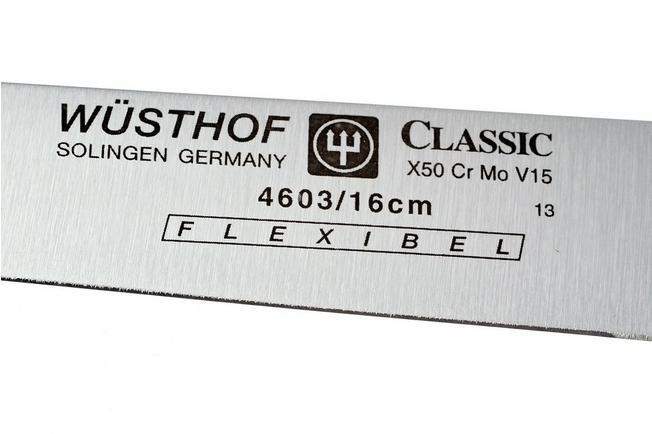 WÜSTHOF
SOLINGEN GERMANY
CLASSIC
X50 Cr Mo V15
4603/16cm
13
FLEXIBEL